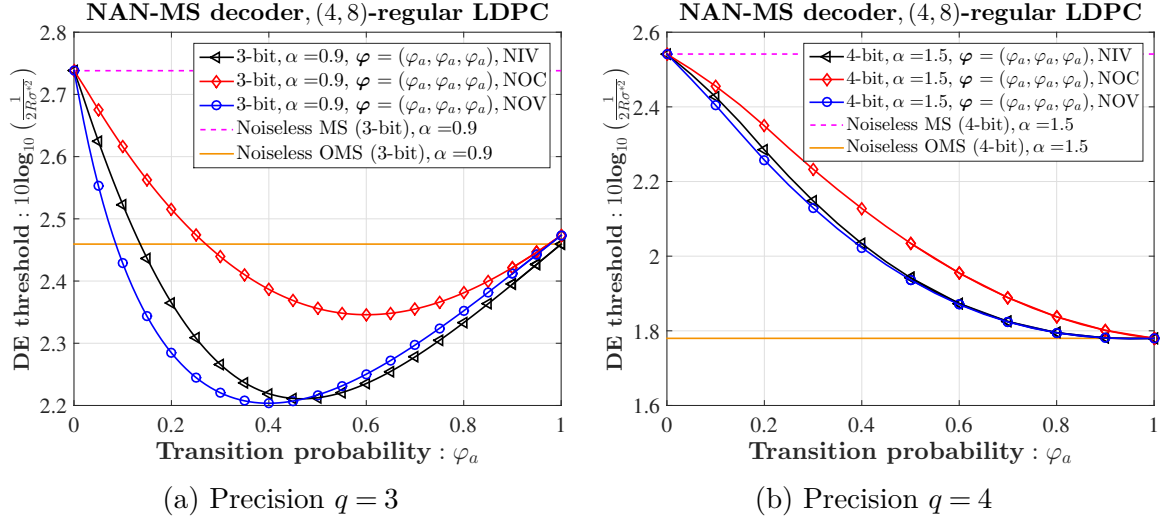 NAN-MS decoder, (4, 8)-regular LDPC
3-bit, α =0.9, φ = (φₐ, φₐ, φₐ), NIV
3-bit, α =0.9, φ = (φₐ, φₐ, φₐ), NOC
3-bit, α =0.9, φ = (φₐ, φₐ, φₐ), NOV
Noiseless MS (3-bit), α =0.9
Noiseless OMS (3-bit), α =0.9
DE threshold : 10log₁₀ (1/2Rσ*²)
2.8
2.7
2.6
2.5
2.4
2.3
2.2
0 0.2 0.4 0.6 0.8 1
Transition probability : φₐ
(a) Precision q = 3
NAN-MS decoder, (4, 8)-regular LDPC
4-bit, α =1.5, φ = (φₐ, φₐ, φₐ), NIV
4-bit, α =1.5, φ = (φₐ, φₐ, φₐ), NOC
4-bit, α =1.5, φ = (φₐ, φₐ, φₐ), NOV
Noiseless MS (4-bit), α =1.5
Noiseless OMS (4-bit), α =1.5
DE threshold : 10log₁₀ (1/2Rσ*²)
2.6
2.4
2.2
2
1.8
1.6
0 0.2 0.4 0.6 0.8 1
Transition probability : φₐ
(b) Precision q = 4